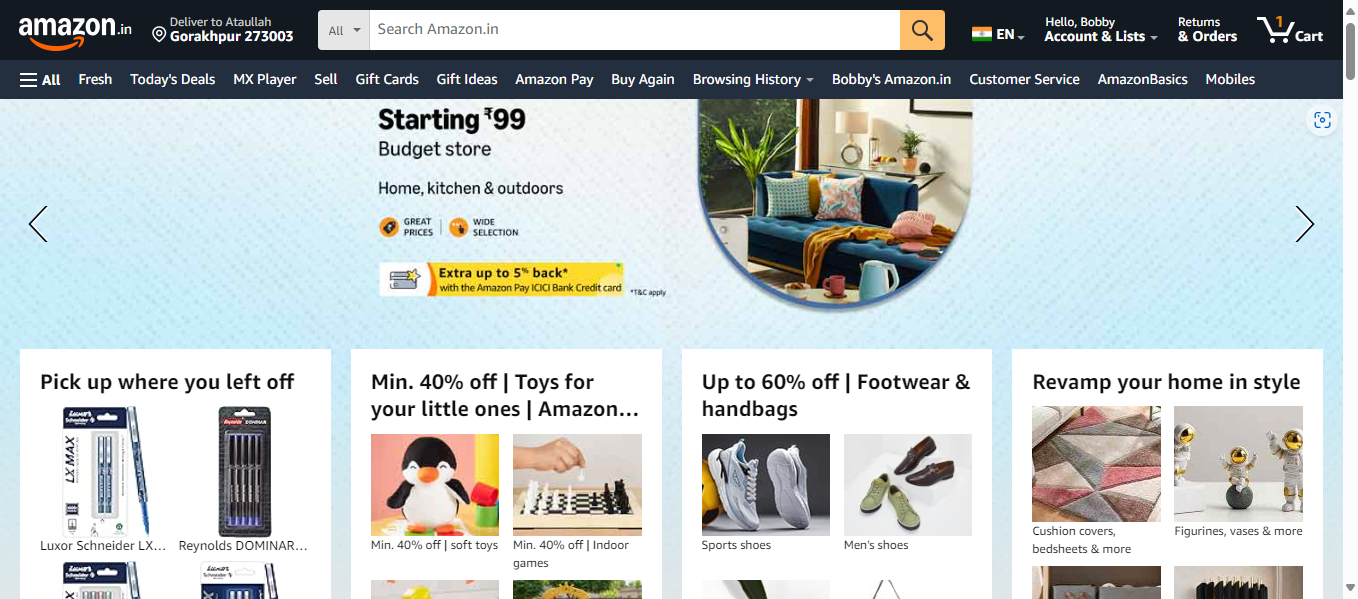 amazon.in
Deliver to Ataullah
Gorakhpur 273003
All
Search Amazon.in
EN
Hello, Bobby
Account & Lists
Returns
& Orders
1
Cart
All
Fresh
Today's Deals
MX Player
Sell
Gift Cards
Gift Ideas
Amazon Pay
Buy Again
Browsing History
Bobby's Amazon.in
Customer Service
AmazonBasics
Mobiles
Starting ₹99
Budget store
Home, kitchen & outdoors
GREAT
PRICES
WIDE
SELECTION
Extra up to 5% back*
with the Amazon Pay ICICI Bank Credit card
*T&C apply
Pick up where you left off
Luxor
Schneider
LX-MAX
Reynolds DOMINAR
Luxor Schneider LX...
Reynolds DOMINAR...
Schneider
Schneider
Min. 40% off | Toys for
your little ones | Amazon...
Min. 40% off | soft toys
Min. 40% off | Indoor
games
Up to 60% off | Footwear &
handbags
Sports shoes
Men's shoes
Revamp your home in style
Cushion covers,
bedsheets & more
Figurines, vases & more